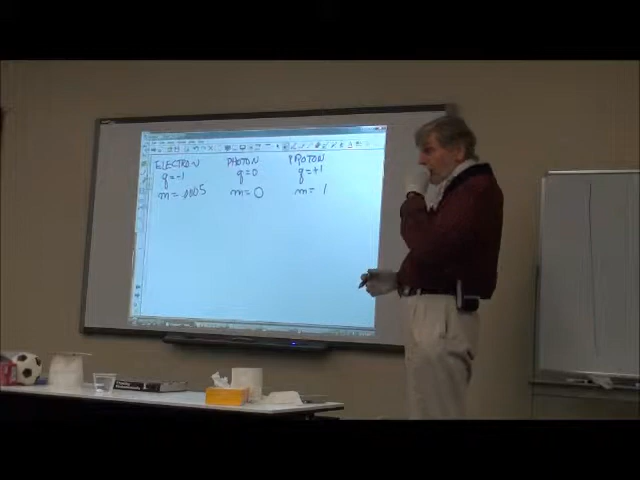 ELECTRON PHOTON PROTON
q=-1 q=0 q=+1
m=.0005 m=0 m=1